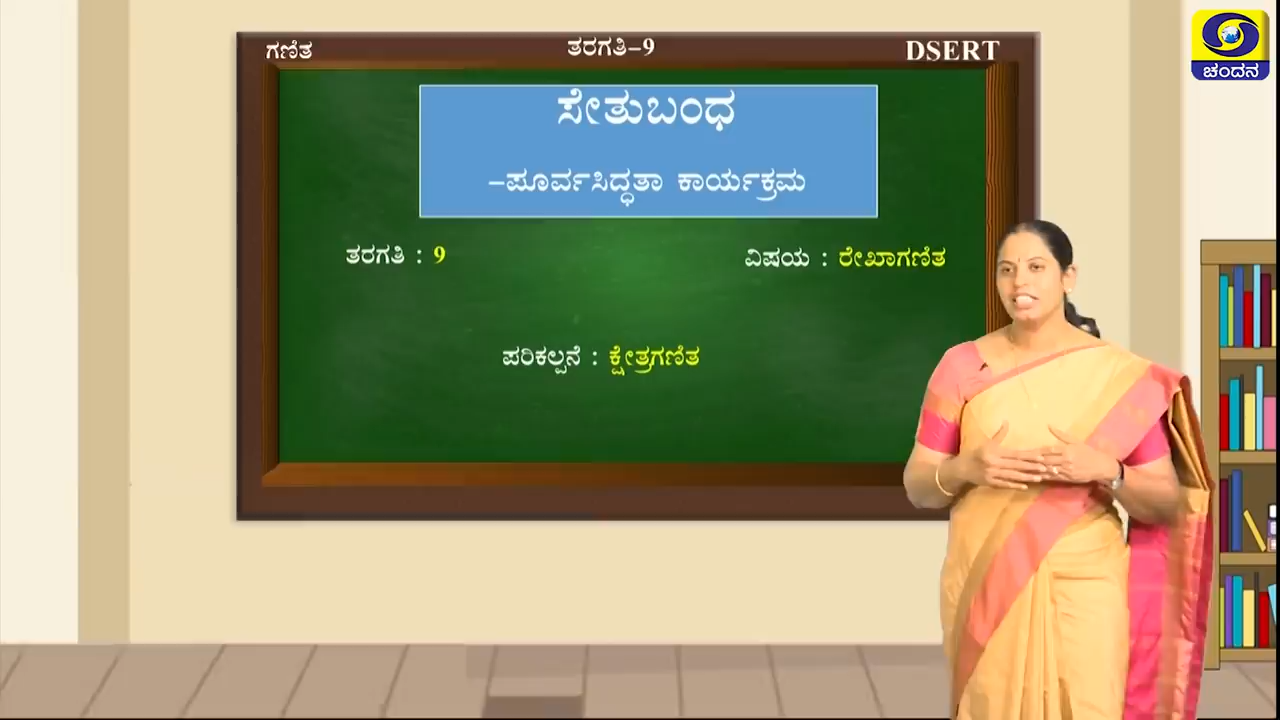 ಗಣಿತ
ತರಗತಿ-9
DSERT
ಚಂದನ
ಸೇತುಬಂಧ
-ಪೂರ್ವಸಿದ್ಧತಾ ಕಾರ್ಯಕ್ರಮ
ತರಗತಿ : 9
ವಿಷಯ : ರೇಖಾಗಣಿತ
ಪರಿಕಲ್ಪನೆ : ಕ್ಷೇತ್ರಗಣಿತ